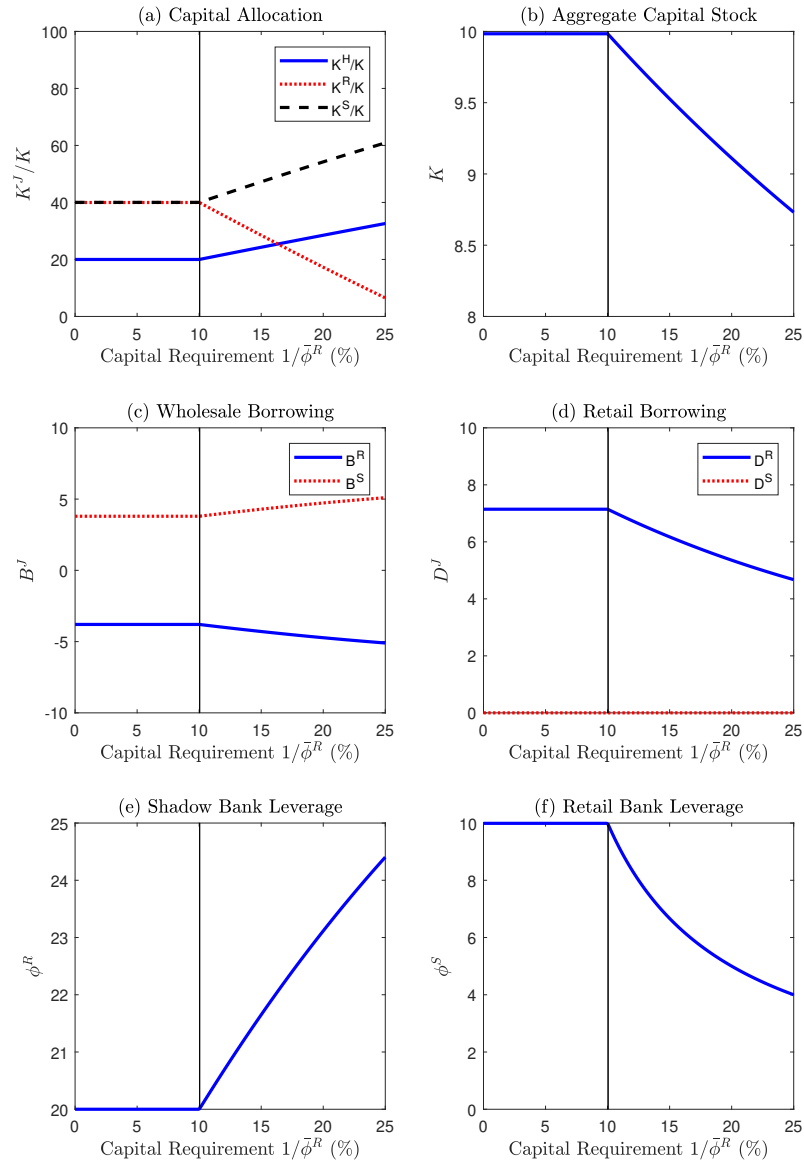 (a) Capital Allocation
100
80
60
40
20
0
K^J/K
K^H/K
K^R/K
K^S/K
0 5 10 15 20 25
Capital Requirement 1/ϕ̄^R (%)
(b) Aggregate Capital Stock
10
9.5
9
8.5
8
K
0 5 10 15 20 25
Capital Requirement 1/ϕ̄^R (%)
(c) Wholesale Borrowing
10
5
0
-5
-10
B^J
B^R
B^S
0 5 10 15 20 25
Capital Requirement 1/ϕ̄^R (%)
(d) Retail Borrowing
10
8
6
4
2
0
D^J
D^R
D^S
0 5 10 15 20 25
Capital Requirement 1/ϕ̄^R (%)
(e) Shadow Bank Leverage
25
24
23
22
21
20
ϕ^R
0 5 10 15 20 25
Capital Requirement 1/ϕ̄^R (%)
(f) Retail Bank Leverage
10
8
6
4
2
0
ϕ^S
0 5 10 15 20 25
Capital Requirement 1/ϕ̄^R (%)